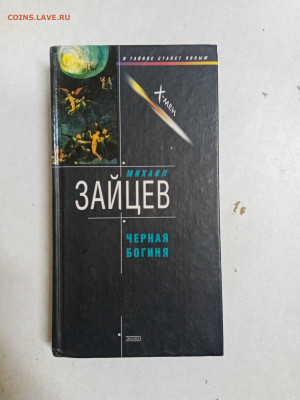 COINS.LAVE.RU
И ТАЙНОЕ СТАНЕТ ЯВНЫМ
X-МЕН
МИХАИЛ
ЗАЙЦЕВ
ЧЕРНАЯ
БОГИНЯ